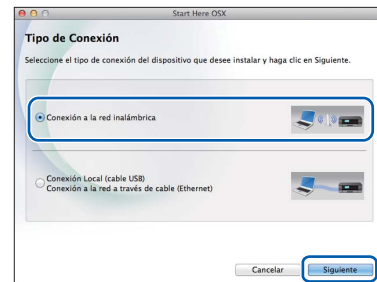 Start Here OSX
Tipo de Conexión
Seleccione el tipo de conexión del dispositivo que desee instalar y haga clic en Siguiente.
Conexión a la red inalámbrica
Conexión Local (cable USB)
Conexión a la red a través de cable (Ethernet)
Cancelar
Siguiente